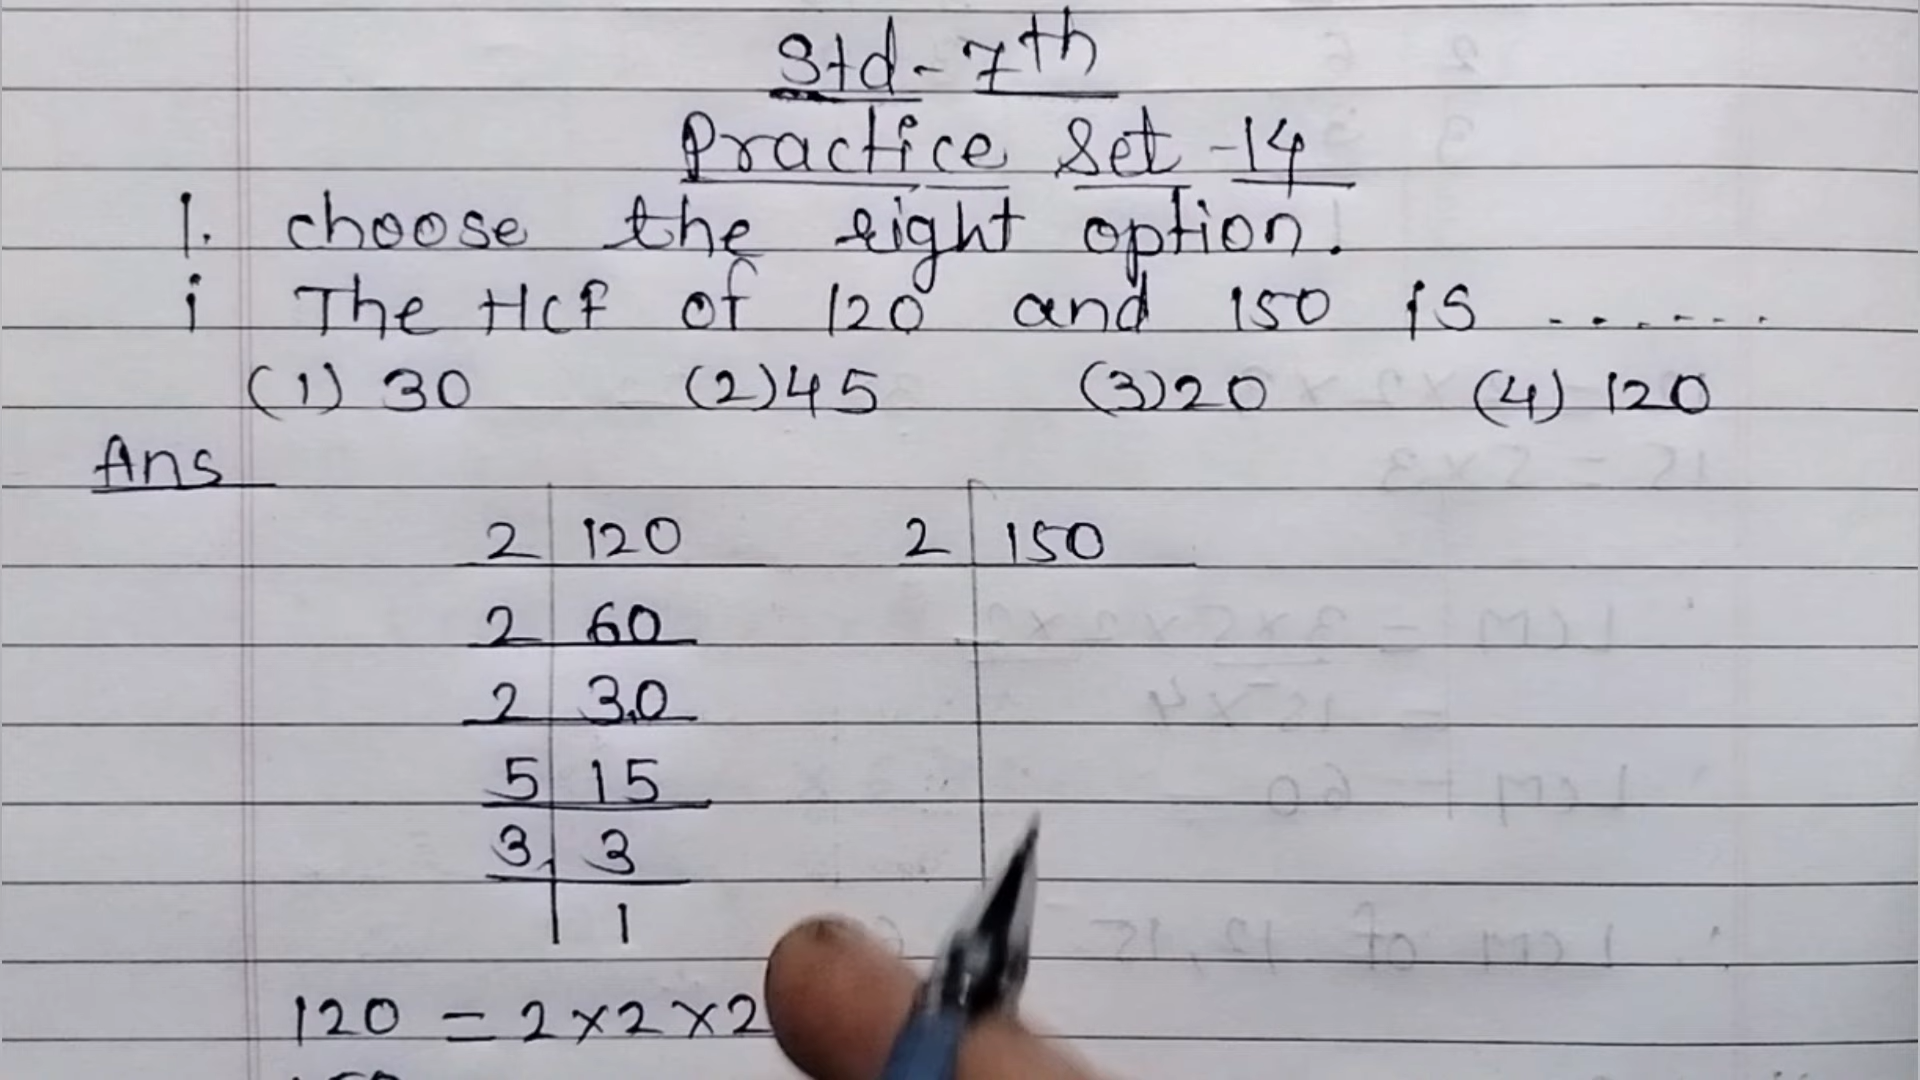 Std-7th
Practice Set-14
1. choose the right option.
i The HCF of 120 and 150 is ......
(1) 30 (2) 45 (3) 20 (4) 120
Ans
2 120 2 150
2 60
2 30
5 15
3 3
1
120 = 2×2×2